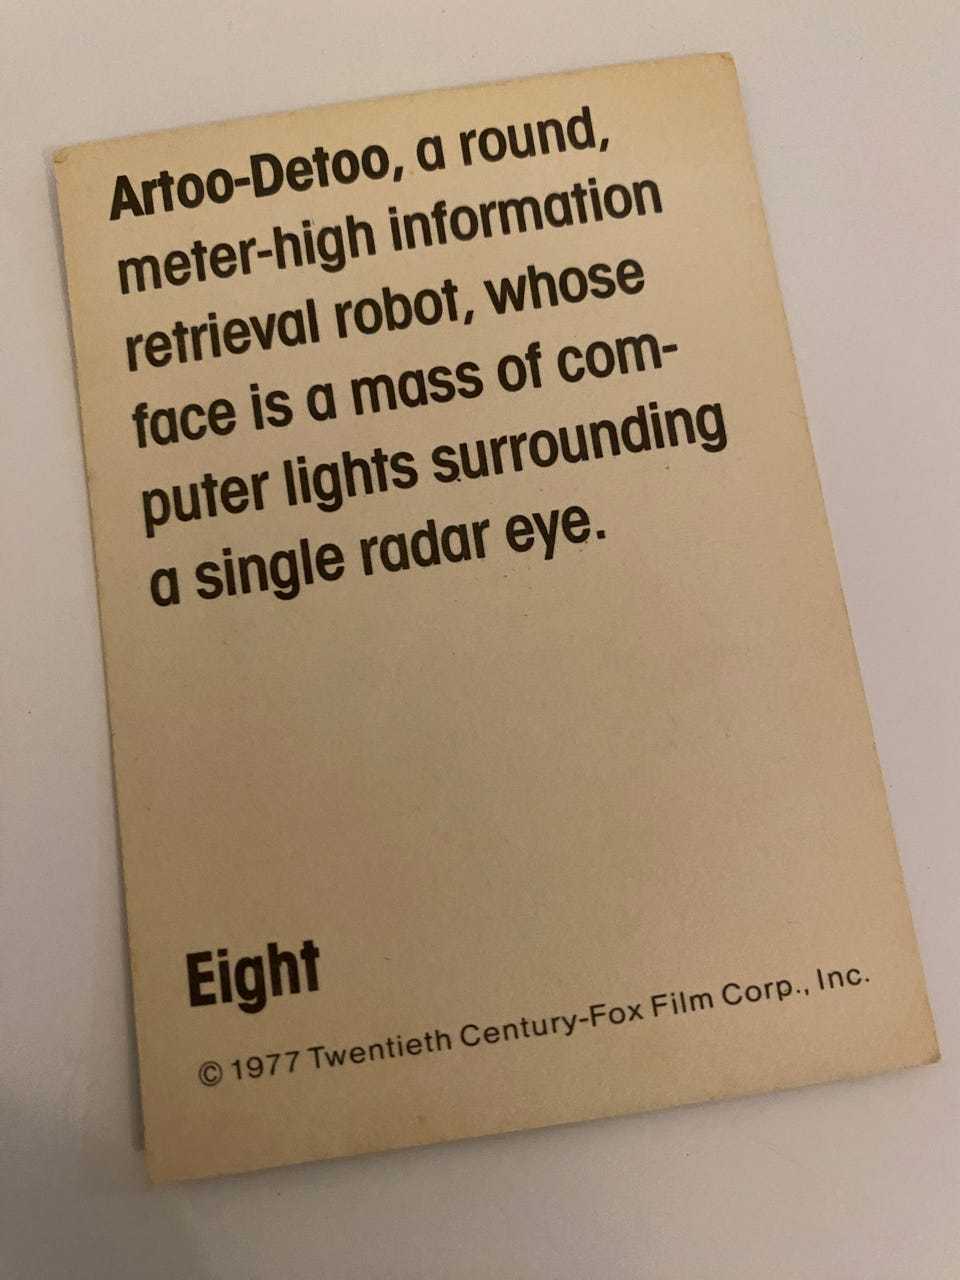 Artoo-Detoo, a round,
meter-high information
retrieval robot, whose
face is a mass of com-
puter lights surrounding
a single radar eye.
Eight
© 1977 Twentieth Century-Fox Film Corp., Inc.